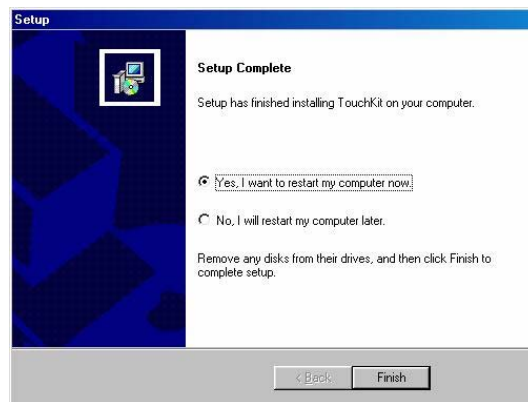 Setup
Setup Complete
Setup has finished installing TouchKit on your computer.
Yes, I want to restart my computer now.
No, I will restart my computer later.
Remove any disks from their drives, and then click Finish to
complete setup.
< Back
Finish